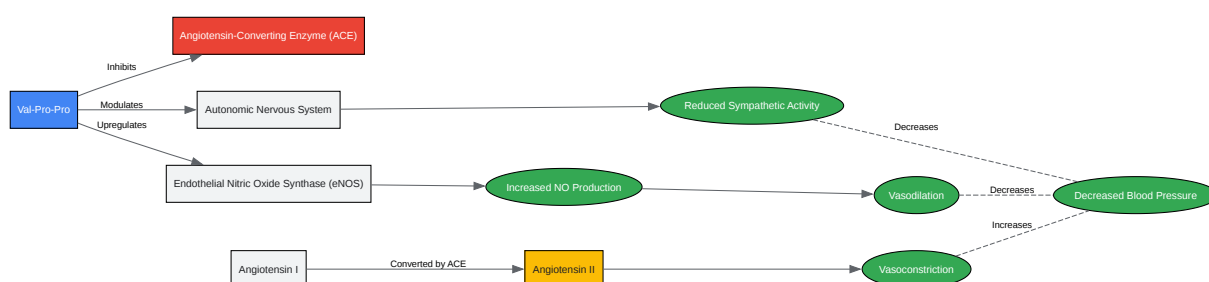 Angiotensin-Converting Enzyme (ACE)
Inhibits
Val-Pro-Pro
Modulates
Autonomic Nervous System
Reduced Sympathetic Activity
Upregulates
Decreases
Endothelial Nitric Oxide Synthase (eNOS)
Increased NO Production
Vasodilation
Decreases
Decreased Blood Pressure
Increases
Angiotensin I
Converted by ACE
Angiotensin II
Vasoconstriction